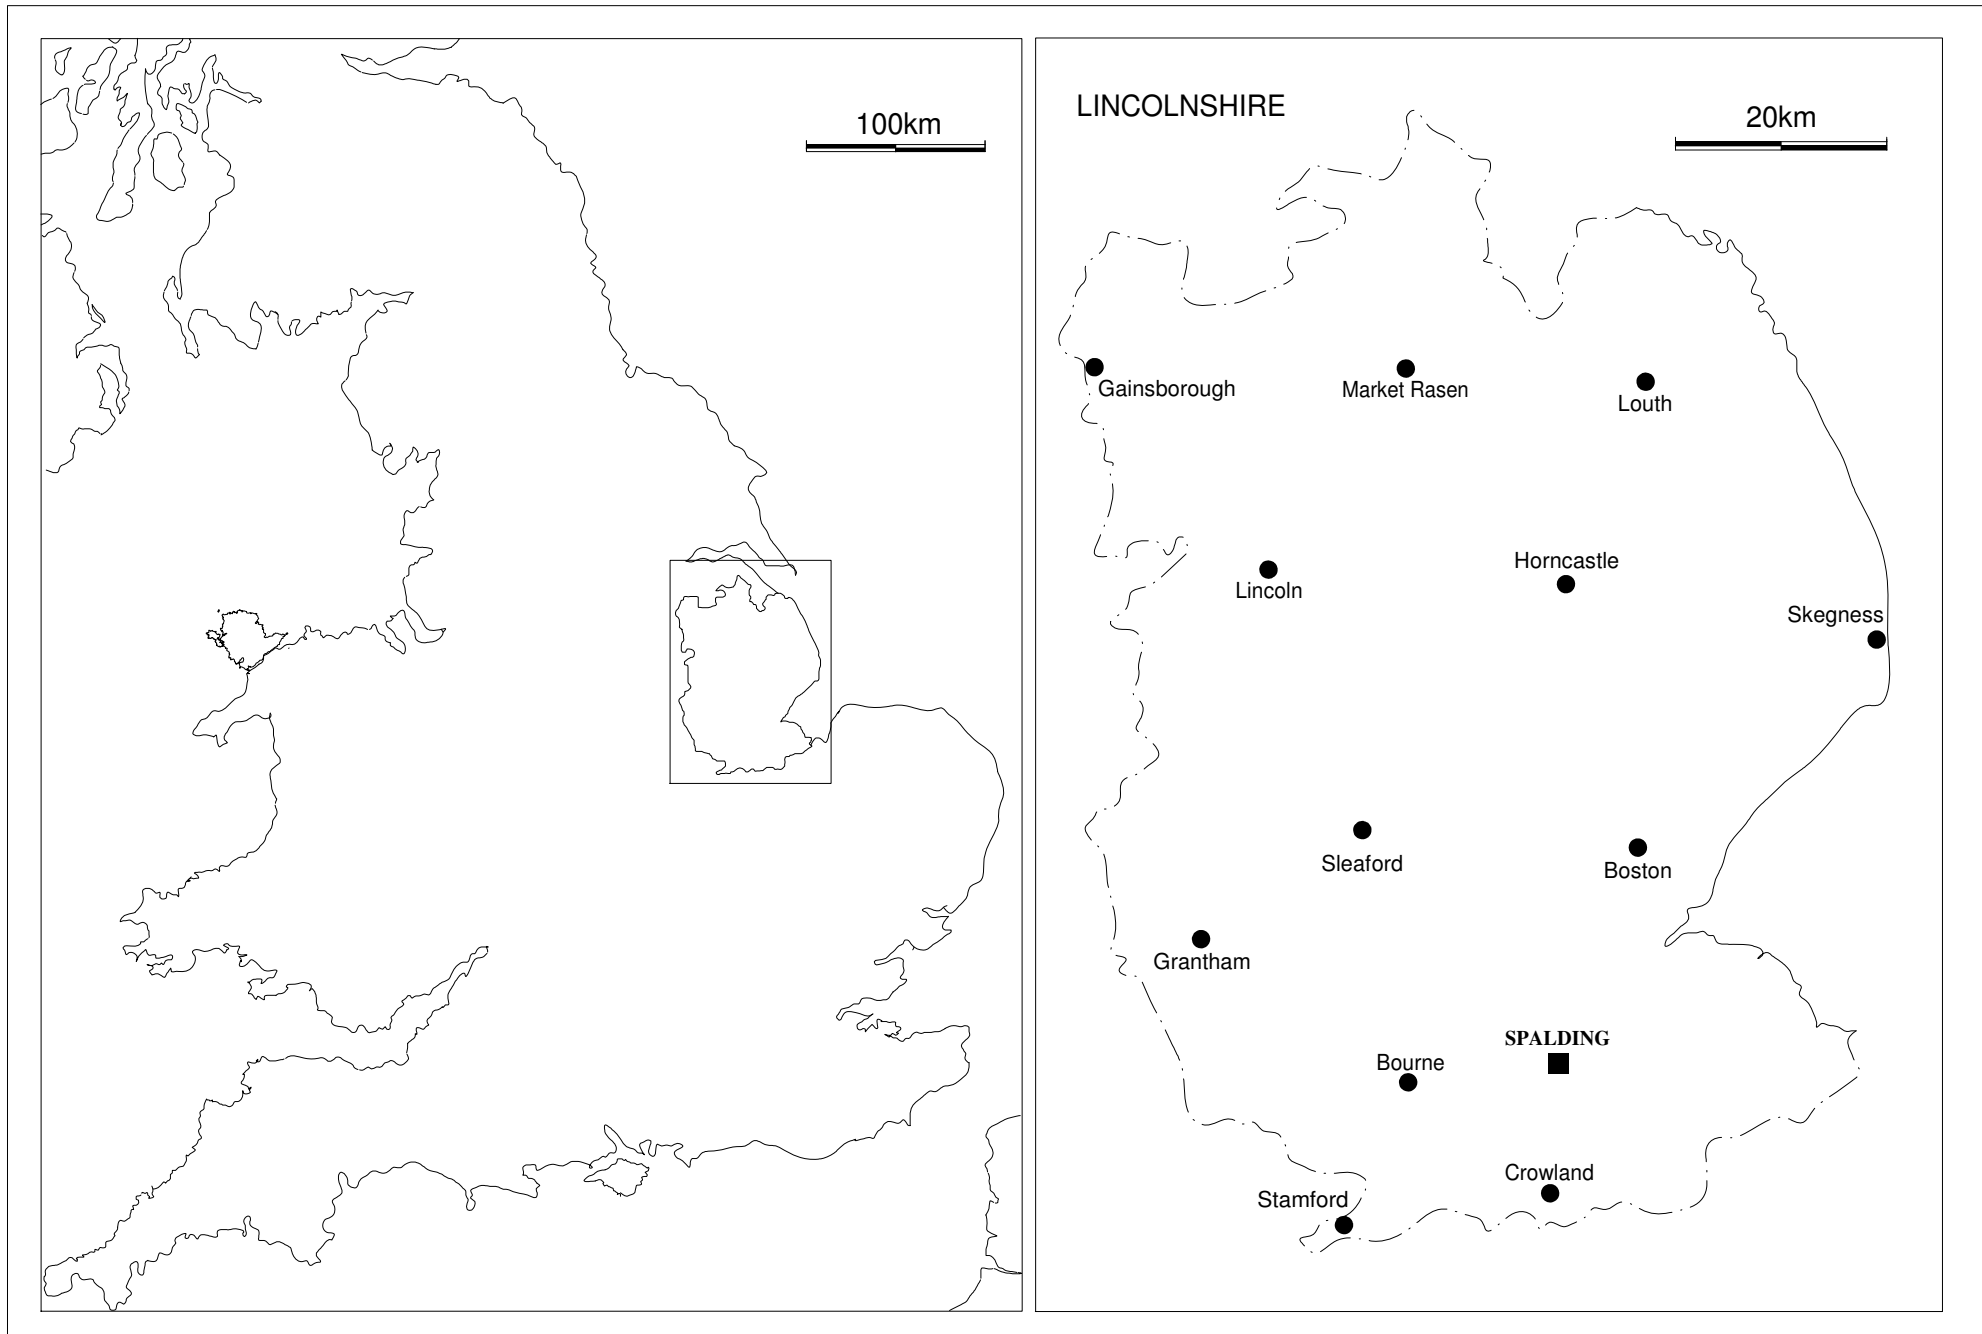 100km
LINCOLNSHIRE
20km
Gainsborough
Market Rasen
Louth
Horncastle
Lincoln
Skegness
Sleaford
Boston
Grantham
SPALDING
Bourne
Crowland
Stamford